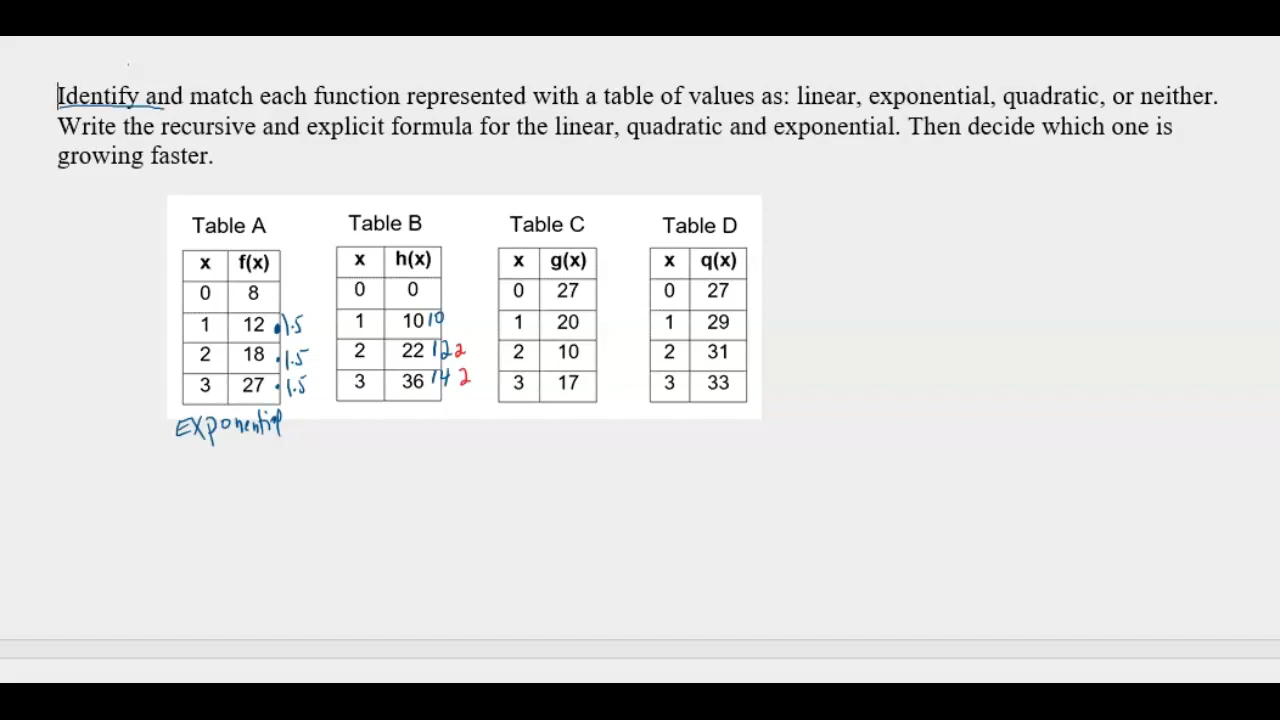 Identify and match each function represented with a table of values as: linear, exponential, quadratic, or neither.
Write the recursive and explicit formula for the linear, quadratic and exponential. Then decide which one is
growing faster.
Table A
x f(x)
0 8
1 12 •1.5
2 18 •1.5
3 27 •1.5
Exponential
Table B
x h(x)
0 0
1 10 10
2 22 12 2
3 36 14 2
Table C
x g(x)
0 27
1 20
2 10
3 17
Table D
x q(x)
0 27
1 29
2 31
3 33